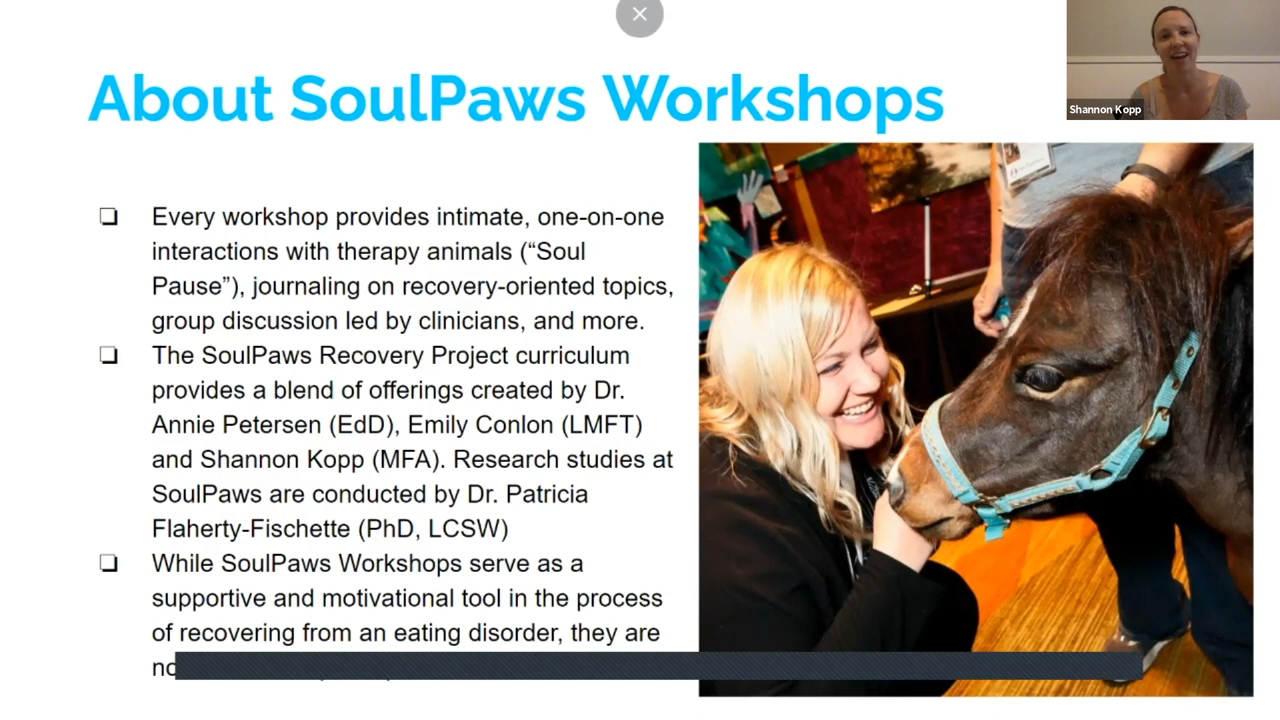 About SoulPaws Workshops
Shannon Kopp
❏ Every workshop provides intimate, one-on-one
interactions with therapy animals (“Soul
Pause”), journaling on recovery-oriented topics,
group discussion led by clinicians, and more.
❏ The SoulPaws Recovery Project curriculum
provides a blend of offerings created by Dr.
Annie Petersen (EdD), Emily Conlon (LMFT)
and Shannon Kopp (MFA). Research studies at
SoulPaws are conducted by Dr. Patricia
Flaherty-Fischette (PhD, LCSW)
❏ While SoulPaws Workshops serve as a
supportive and motivational tool in the process
of recovering from an eating disorder, they are